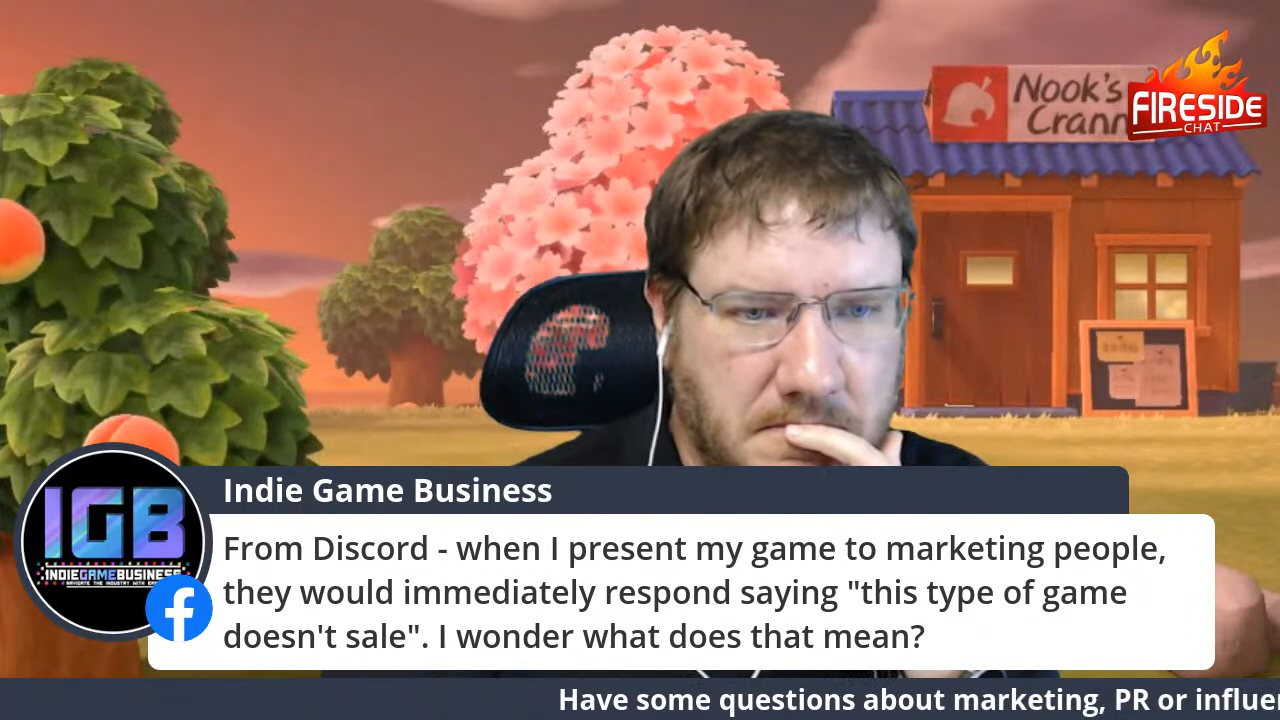 Nook's
Crann
FIRESIDE
CHAT
Indie Game Business
IGB
INDIEGAMEBUSINESS
From Discord - when I present my game to marketing people,
they would immediately respond saying "this type of game
doesn't sale". I wonder what does that mean?
Have some questions about marketing, PR or influe